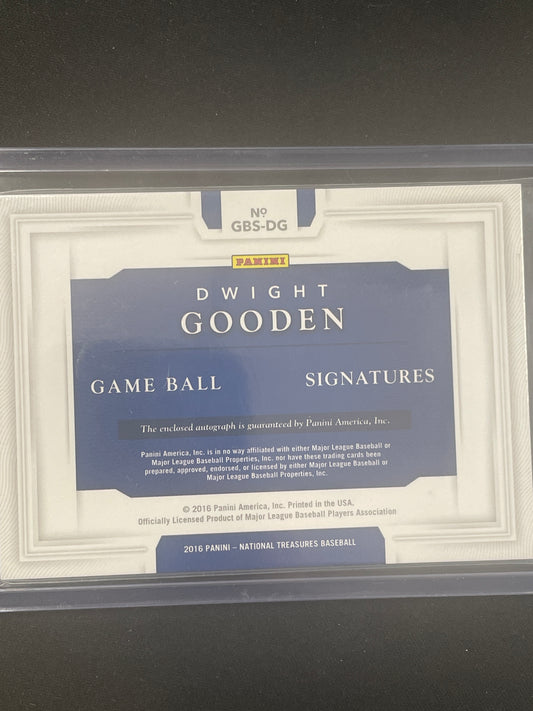 Nº
GBS-DG
PANINI
DWIGHT
GOODEN
GAME BALL SIGNATURES
The enclosed autograph is guaranteed by Panini America, Inc.
Panini America, Inc. is in no way affiliated with either Major League Baseball or
Major League Baseball Properties, Inc. nor have these trading cards been
prepared, approved, endorsed, or licensed by either Major League Baseball or
Major League Baseball Properties, Inc.
© 2016 Panini America, Inc. Printed in the USA.
Officially Licensed Product of Major League Baseball Players Association
2016 PANINI – NATIONAL TREASURES BASEBALL